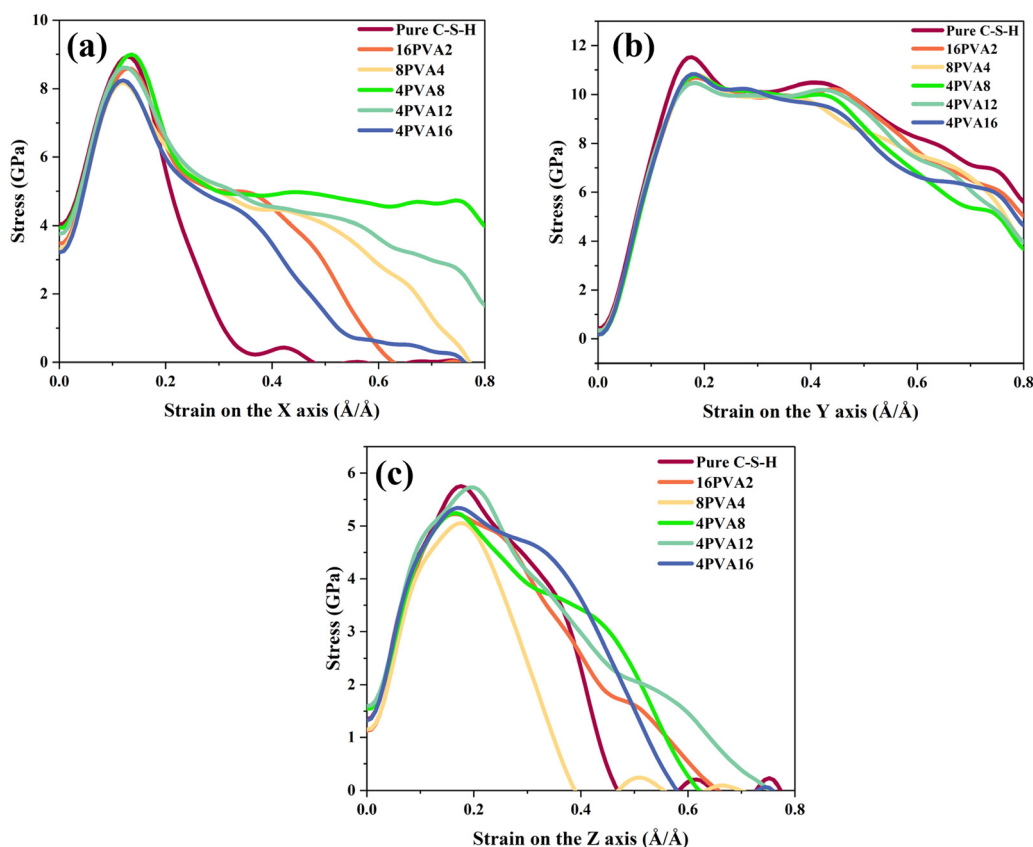 (a)
Pure C-S-H
16PVA2
8PVA4
4PVA8
4PVA12
4PVA16
10
8
6
4
2
0
Stress (GPa)
0.0 0.2 0.4 0.6 0.8
Strain on the X axis (Å/Å)
(b)
Pure C-S-H
16PVA2
8PVA4
4PVA8
4PVA12
4PVA16
12
10
8
6
4
2
0
Stress (GPa)
0.0 0.2 0.4 0.6 0.8
Strain on the Y axis (Å/Å)
(c)
Pure C-S-H
16PVA2
8PVA4
4PVA8
4PVA12
4PVA16
6
5
4
3
2
1
0
Stress (GPa)
0.0 0.2 0.4 0.6 0.8
Strain on the Z axis (Å/Å)